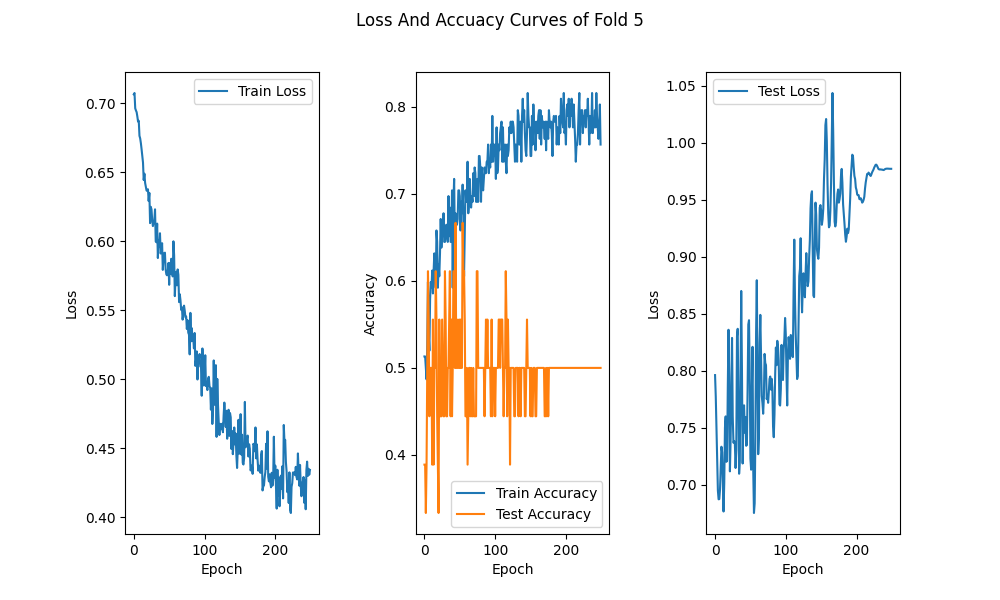 Loss And Accuacy Curves of Fold 5
Loss
0.70
0.65
0.60
0.55
0.50
0.45
0.40
Train Loss
0
100
200
Epoch
Accuracy
0.8
0.7
0.6
0.5
0.4
Train Accuracy
Test Accuracy
0
100
200
Epoch
Loss
1.05
1.00
0.95
0.90
0.85
0.80
0.75
0.70
Test Loss
0
100
200
Epoch